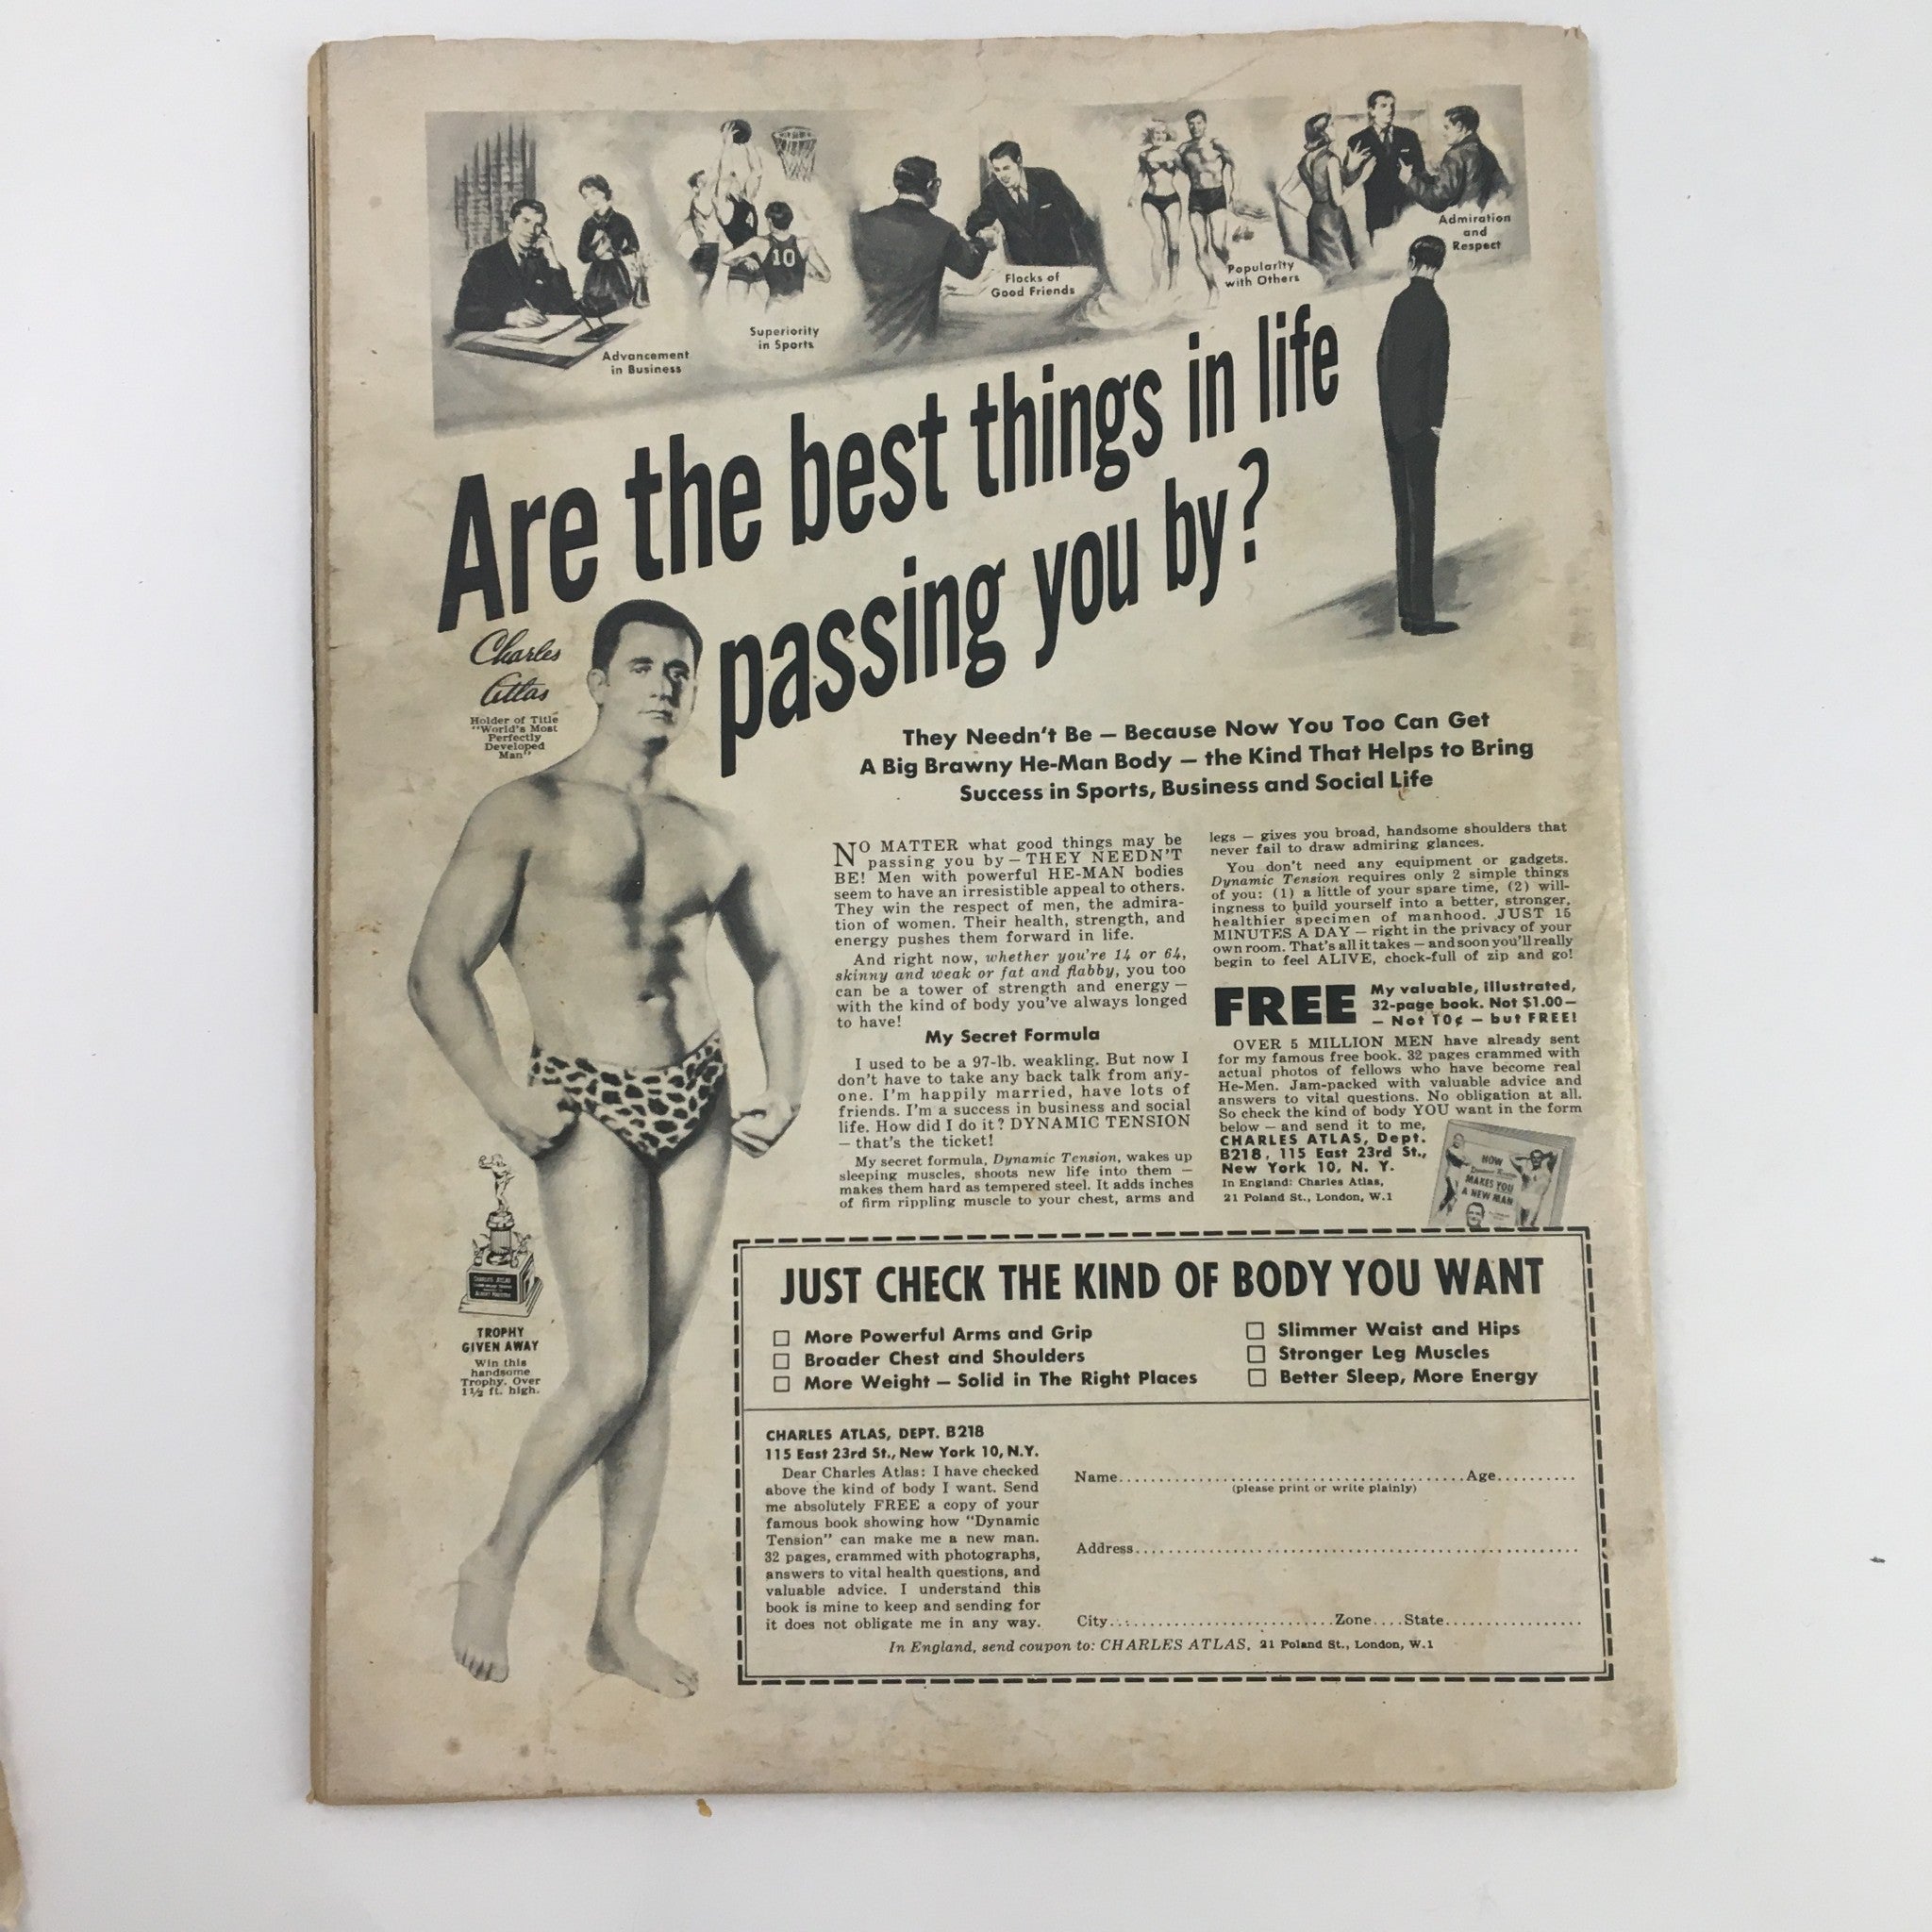 Advancement
in Business
10
Superiority
in Sports
Flocks of
Good Friends
Popularity
with Others
Admiration
and
Respect
Are the best things in life
passing you by?
Charles
Atlas
Holder of Title
"World's Most
Perfectly
Developed
Man"
They Needn't Be — Because Now You Too Can Get
A Big Brawny He-Man Body — the Kind That Helps to Bring
Success in Sports, Business and Social Life
NO MATTER what good things may be
passing you by — THEY NEEDN'T
BE! Men with powerful HE-MAN bodies
seem to have an irresistible appeal to others.
They win the respect of men, the admira-
tion of women. Their health, strength, and
energy pushes them forward in life.
And right now, whether you're 14 or 64,
skinny and weak or fat and flabby, you too
can be a tower of strength and energy —
with the kind of body you've always longed
to have!
My Secret Formula
I used to be a 97-lb. weakling. But now I
don't have to take any back talk from any-
one. I'm happily married, have lots of
friends. I'm a success in business and social
life. How did I do it? DYNAMIC TENSION
— that's the ticket!
My secret formula, Dynamic Tension, wakes up
sleeping muscles, shoots new life into them —
makes them hard as tempered steel. It adds inches
of firm rippling muscle to your chest, arms and
legs — gives you broad, handsome shoulders that
never fail to draw admiring glances.
You don't need any equipment or gadgets.
Dynamic Tension requires only 2 simple things
of you: (1) a little of your spare time, (2) will-
ingness to build yourself into a better, stronger,
healthier specimen of manhood. JUST 15
MINUTES A DAY — right in the privacy of your
own room. That's all it takes — and soon you'll really
begin to feel ALIVE, chock-full of zip and go!
FREE
My valuable, illustrated,
32-page book. Not $1.00 —
— Not 10¢ — but FREE!
OVER 5 MILLION MEN have already sent
for my famous free book. 32 pages crammed with
actual photos of fellows who have become real
He-Men. Jam-packed with valuable advice and
answers to vital questions. No obligation at all.
So check the kind of body YOU want in the form
below — and send it to me,
CHARLES ATLAS, Dept.
B218, 115 East 23rd St.,
New York 10, N. Y.
In England: Charles Atlas,
21 Poland St., London, W.1
HOW
Dynamic Tension
MAKES YOU
A NEW MAN
CHARLES ATLAS
TROPHY
GIVEN AWAY
Win this
handsome
Trophy. Over
1½ ft. high.
JUST CHECK THE KIND OF BODY YOU WANT
More Powerful Arms and Grip
Broader Chest and Shoulders
More Weight — Solid in The Right Places
Slimmer Waist and Hips
Stronger Leg Muscles
Better Sleep, More Energy
CHARLES ATLAS, DEPT. B218
115 East 23rd St., New York 10, N.Y.
Dear Charles Atlas: I have checked
above the kind of body I want. Send
me absolutely FREE a copy of your
famous book showing how "Dynamic
Tension" can make me a new man.
32 pages, crammed with photographs,
answers to vital health questions, and
valuable advice. I understand this
book is mine to keep and sending for
it does not obligate me in any way.
Name..........Age..........
(please print or write plainly)
Address..........
City..........Zone....State..........
In England, send coupon to: CHARLES ATLAS, 21 Poland St., London, W.1